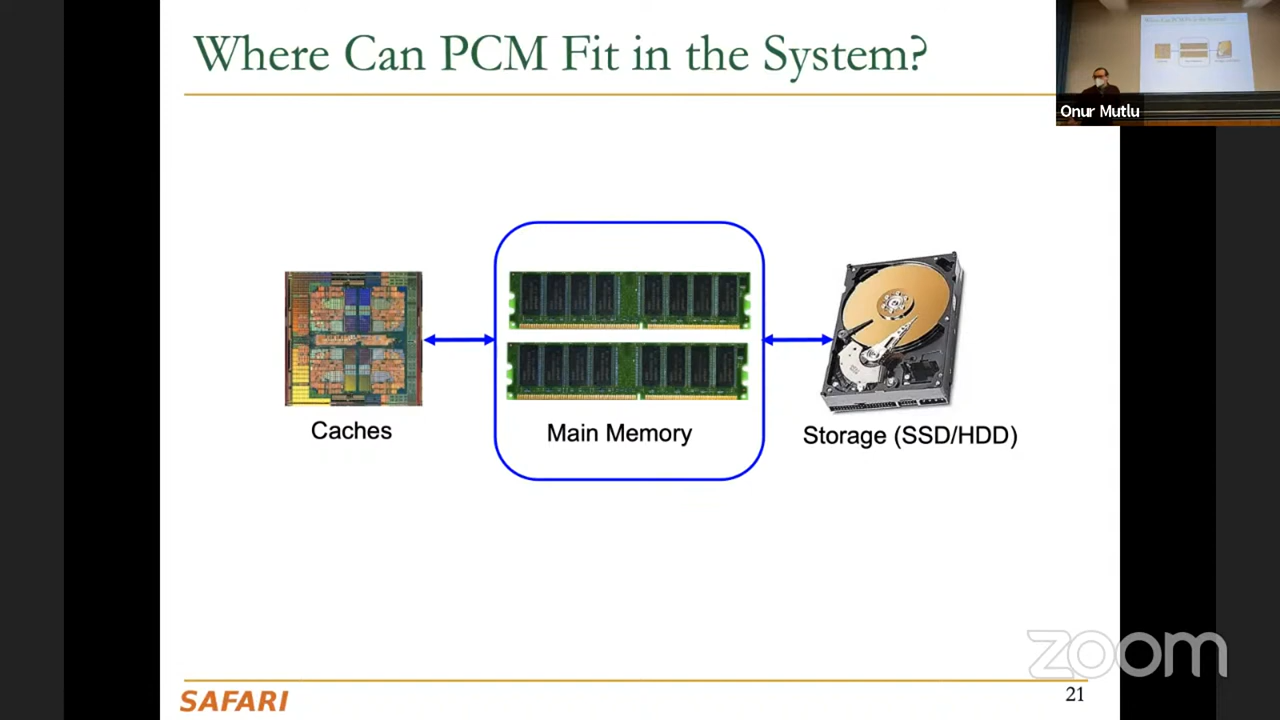 Where Can PCM Fit in the System?
Onur Mutlu
Caches
Main Memory
Storage (SSD/HDD)
zoom
SAFARI
21